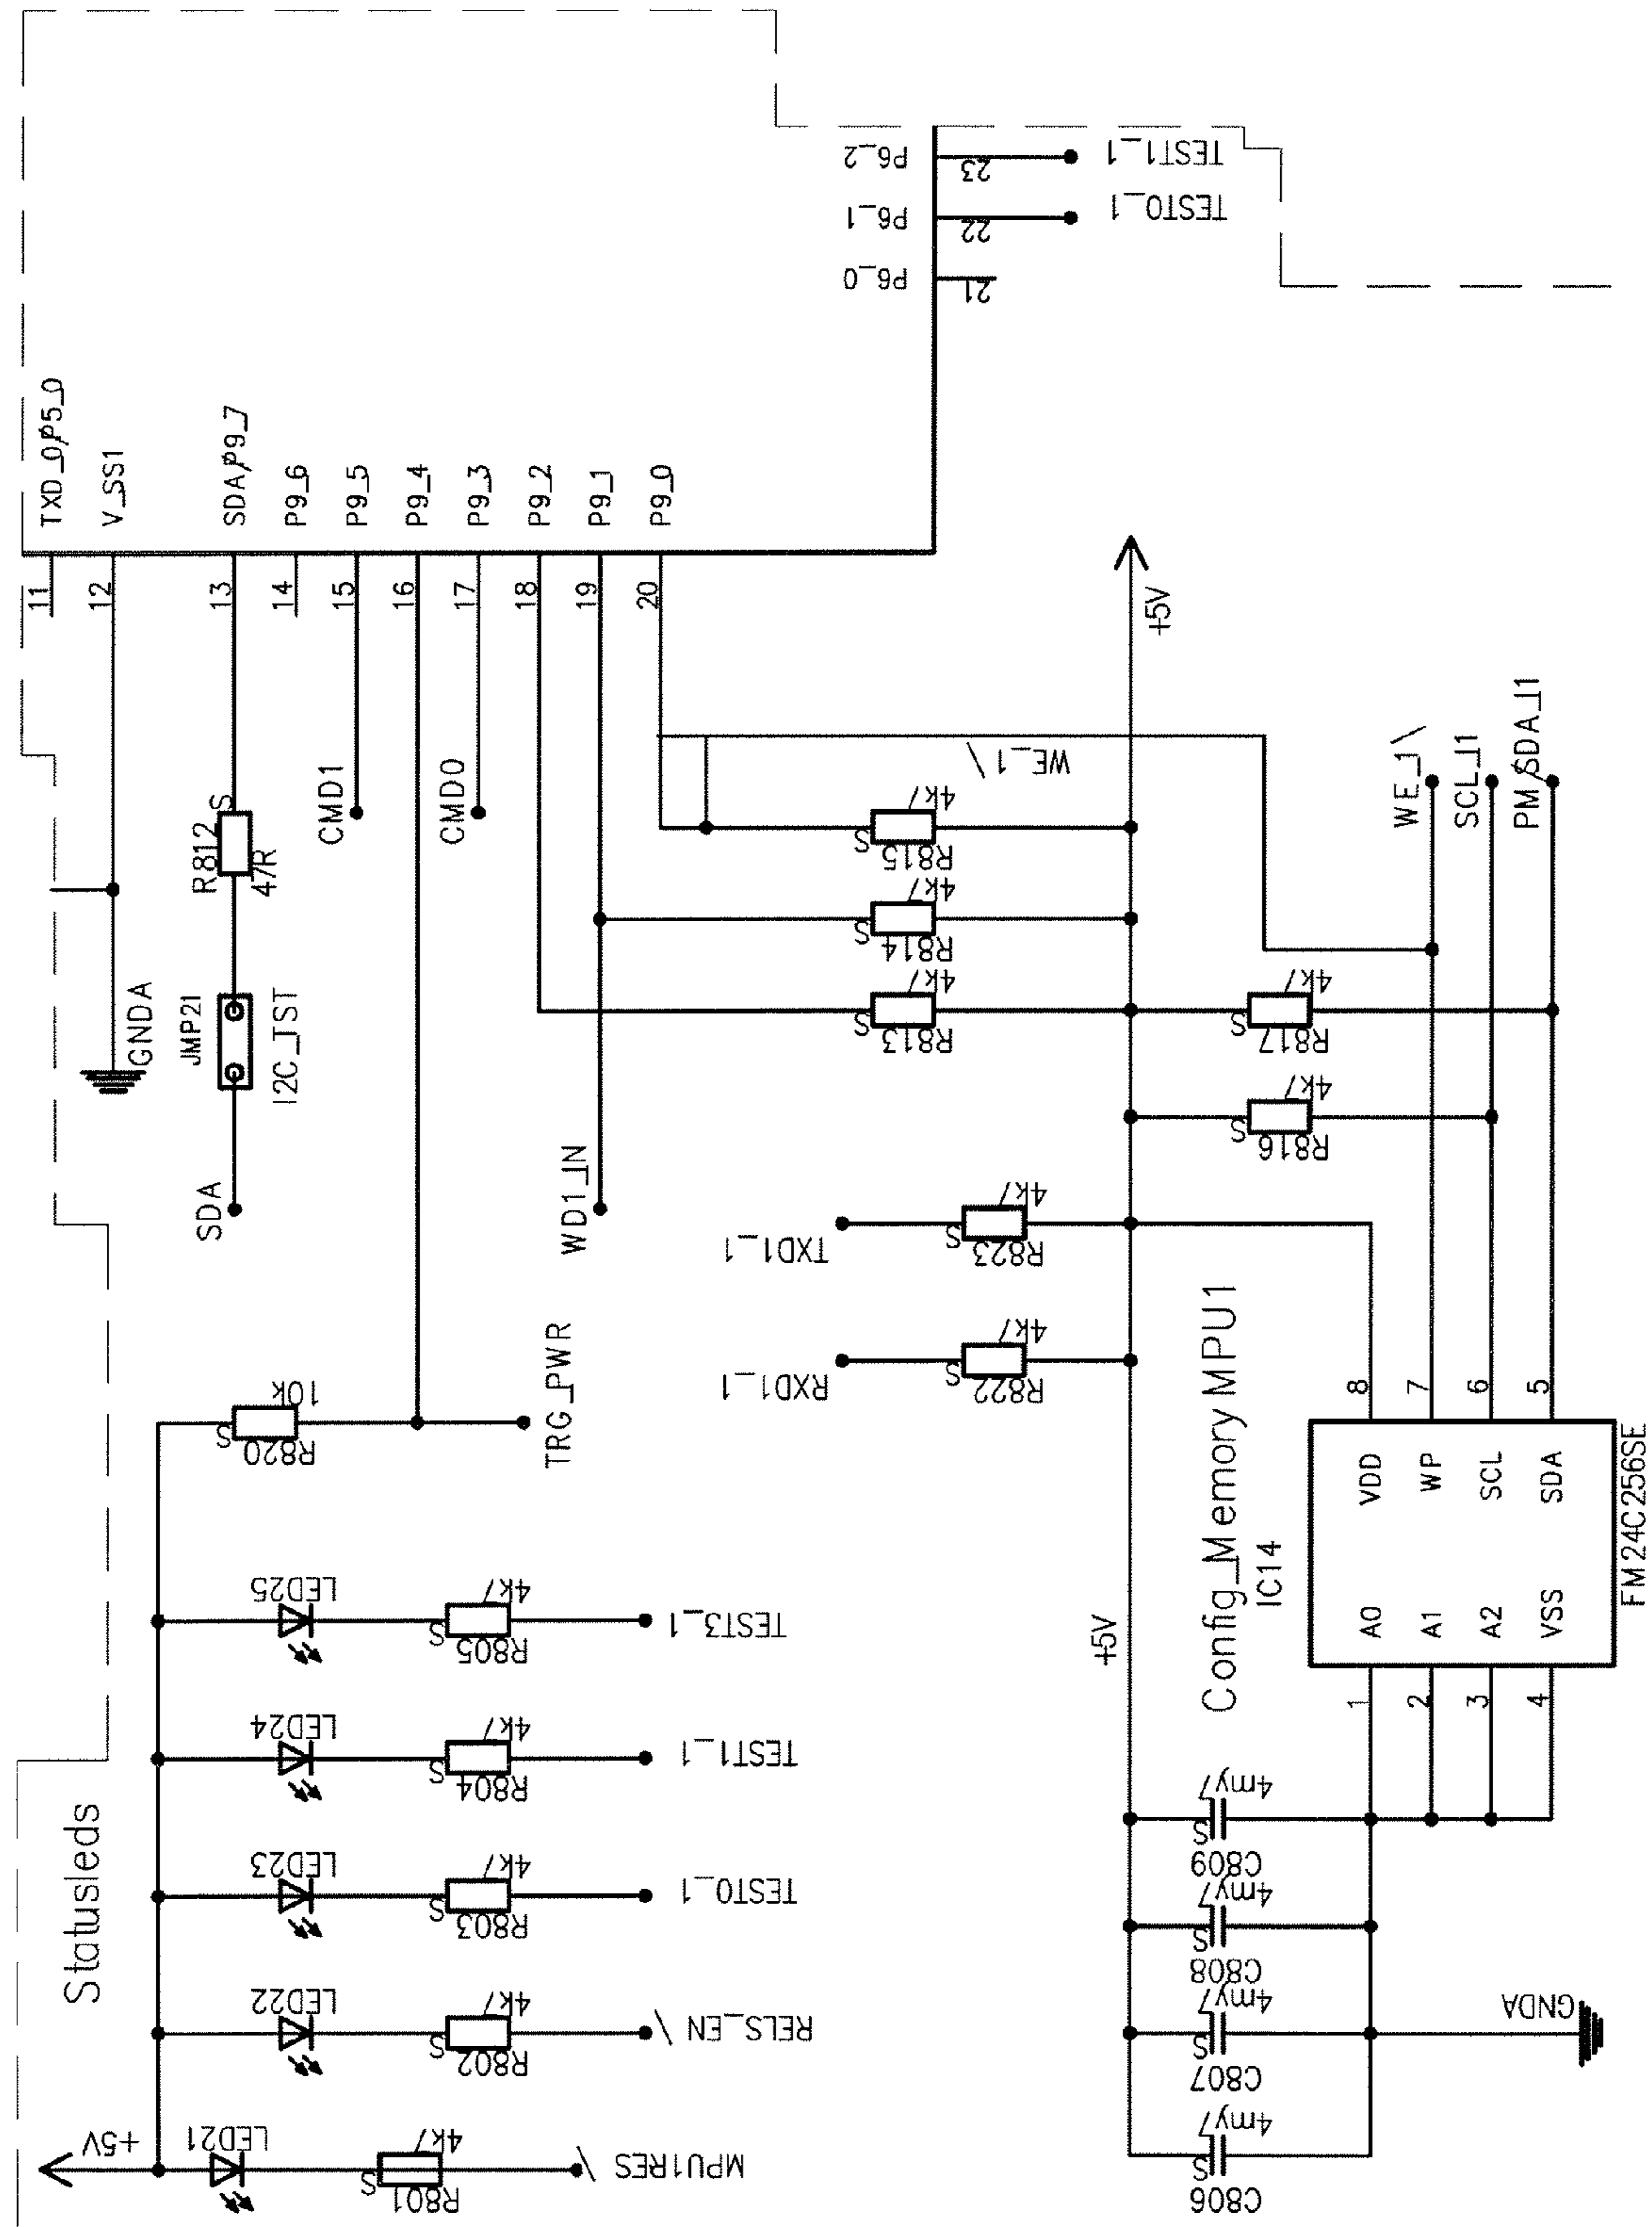 TXD_0/P5_0
V_SS1
SDA/P9_7
P9_6
P9_5
P9_4
P9_3
P9_2
P9_1
P9_0
P6_2
P6_1
P6_0
11
12
13
14
15
16
17
18
19
20
23
22
21
TEST1_1
TEST0_1
GNDA
R812
S
47R
JMP21
I2C_TST
SDA
CMD1
CMD0
WD1_IN
TRG_PWR
WE_1\
+5V
S
R815
4k7
S
R814
4k7
S
R813
4k7
S
R817
4k7
S
R816
4k7
WE_1\
SCL_11
PM/SDA_11
TXD1_1
S
R823
4k7
RXD1_1
S
R822
4k7
S
R820
10k
Statusleds
+5V
LED21
S
R801
4k7
MPU1RES \
LED22
S
R802
4k7
RELS_EN \
LED23
S
R803
4k7
TEST0_1
LED24
S
R804
4k7
TEST1_1
LED25
S
R805
4k7
TEST3_1
+5V
Config_Memory MPU1
IC14
8
7
6
5
VDD
WP
SCL
SDA
A0
A1
A2
VSS
1
2
3
4
FM24C256SE
S
C809
4my7
S
C808
4my7
S
C807
4my7
S
C806
4my7
GNDA